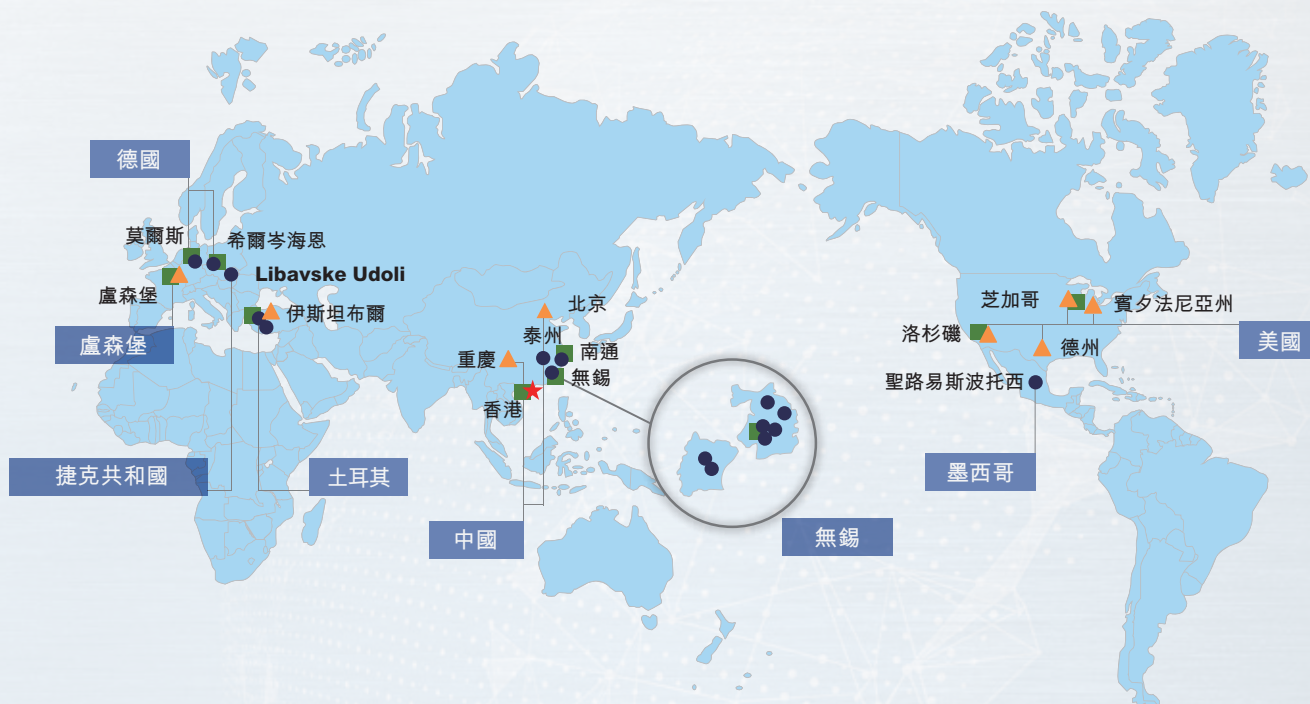 德國
莫爾斯
希爾岑海恩
Libavske Udoli
盧森堡
伊斯坦布爾
盧森堡
捷克共和國
土耳其
北京
泰州
南通
重慶
無錫
香港
中國
無錫
芝加哥
賓夕法尼亞州
洛杉磯
德州
美國
聖路易斯波托西
墨西哥